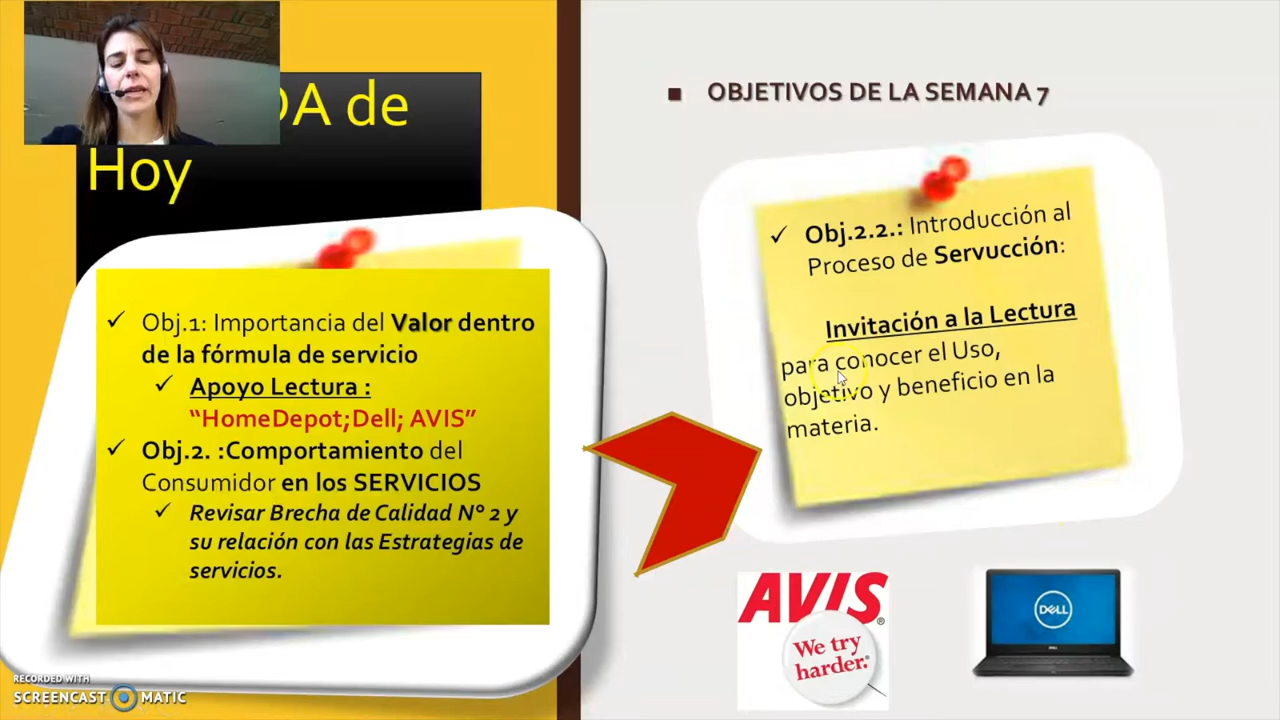 DA de
Hoy
✓ Obj.1: Importancia del Valor dentro
de la fórmula de servicio
✓ Apoyo Lectura :
“HomeDepot;Dell; AVIS”
✓ Obj.2. :Comportamiento del
Consumidor en los SERVICIOS
✓ Revisar Brecha de Calidad N° 2 y
su relación con las Estrategias de
servicios.
RECORDED WITH
SCREENCAST MATIC
▪ OBJETIVOS DE LA SEMANA 7
✓ Obj.2.2.: Introducción al
Proceso de Servucción:
Invitación a la Lectura
para conocer el Uso,
objetivo y beneficio en la
materia.
AVIS®
We try
harder.®
DELL